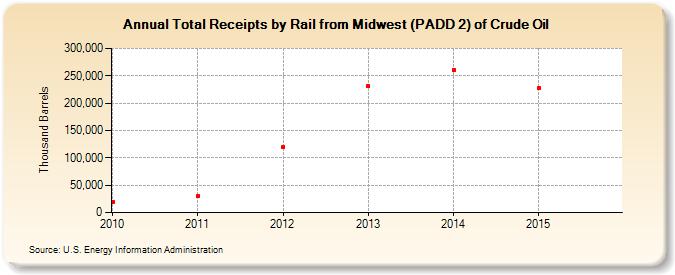 Annual Total Receipts by Rail from Midwest (PADD 2) of Crude Oil
Thousand Barrels
300,000
250,000
200,000
150,000
100,000
50,000
0
2010 2011 2012 2013 2014 2015
Source: U.S. Energy Information Administration